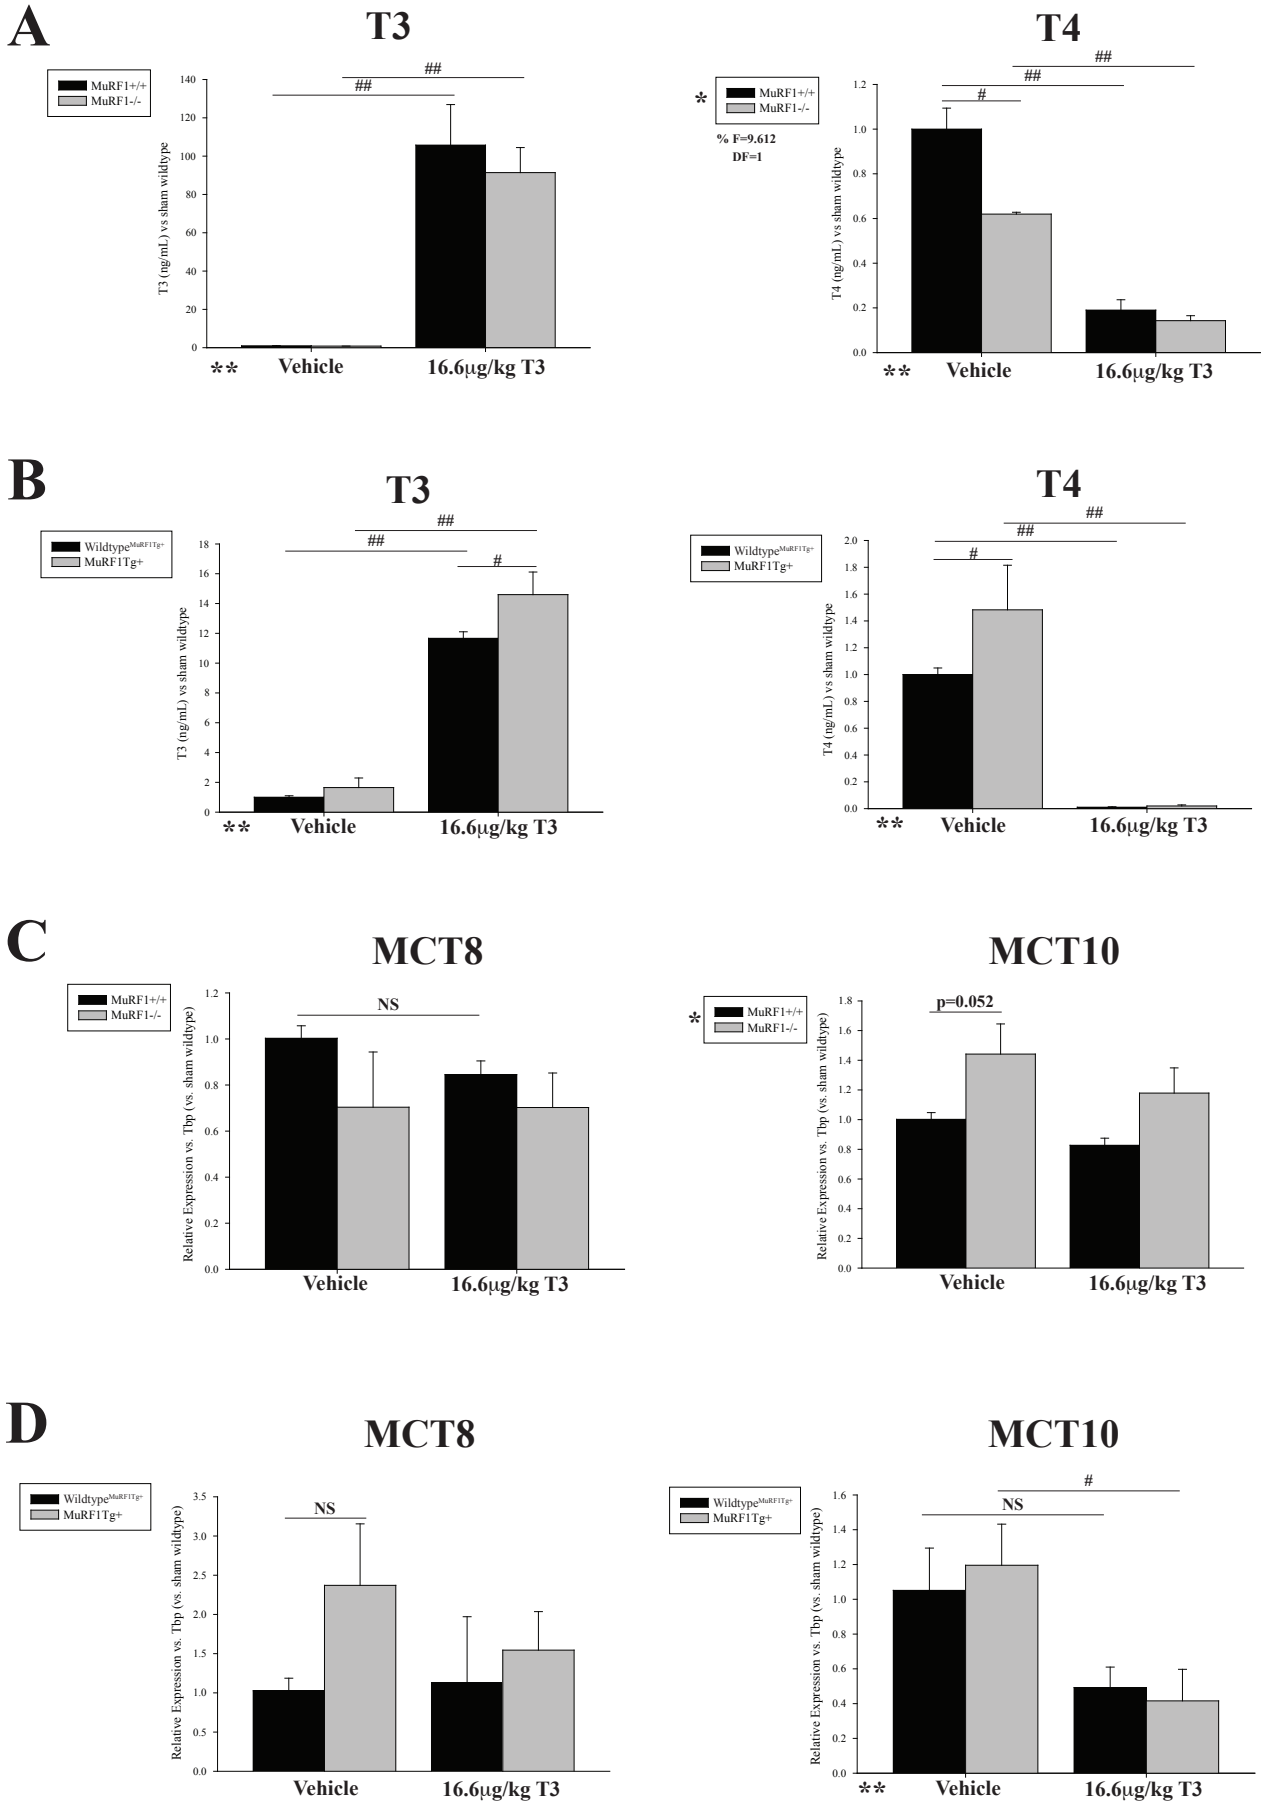 A
T3
MuRF1+/+
MuRF1-/-
##
##
T3 (ng/mL) vs sham wildtype
140
120
100
80
60
40
20
0
** Vehicle 16.6μg/kg T3
T4
*
MuRF1+/+
MuRF1-/-
% F=9.612
DF=1
##
##
#
T4 (ng/mL) vs sham wildtype
1.2
1.0
0.8
0.6
0.4
0.2
0.0
** Vehicle 16.6μg/kg T3
B
T3
Wildtype^MuRF1Tg+
MuRF1Tg+
##
##
#
T3 (ng/mL) vs sham wildtype
18
16
14
12
10
8
6
4
2
0
** Vehicle 16.6μg/kg T3
T4
Wildtype^MuRF1Tg+
MuRF1Tg+
##
##
#
T4 (ng/mL) vs sham wildtype
2.0
1.8
1.6
1.4
1.2
1.0
0.8
0.6
0.4
0.2
0.0
** Vehicle 16.6μg/kg T3
C
MCT8
MuRF1+/+
MuRF1-/-
NS
Relative Expression vs. Tbp (vs. sham wildtype)
1.2
1.0
0.8
0.6
0.4
0.2
0.0
Vehicle 16.6μg/kg T3
MCT10
*
MuRF1+/+
MuRF1-/-
p=0.052
Relative Expression vs. Tbp (vs. sham wildtype)
1.8
1.6
1.4
1.2
1.0
0.8
0.6
0.4
0.2
0.0
Vehicle 16.6μg/kg T3
D
MCT8
Wildtype^MuRF1Tg+
MuRF1Tg+
NS
Relative Expression vs. Tbp (vs. sham wildtype)
3.5
3.0
2.5
2.0
1.5
1.0
0.5
0.0
Vehicle 16.6μg/kg T3
MCT10
Wildtype^MuRF1Tg+
MuRF1Tg+
#
NS
Relative Expression vs. Tbp (vs. sham wildtype)
1.6
1.4
1.2
1.0
0.8
0.6
0.4
0.2
0.0
** Vehicle 16.6μg/kg T3